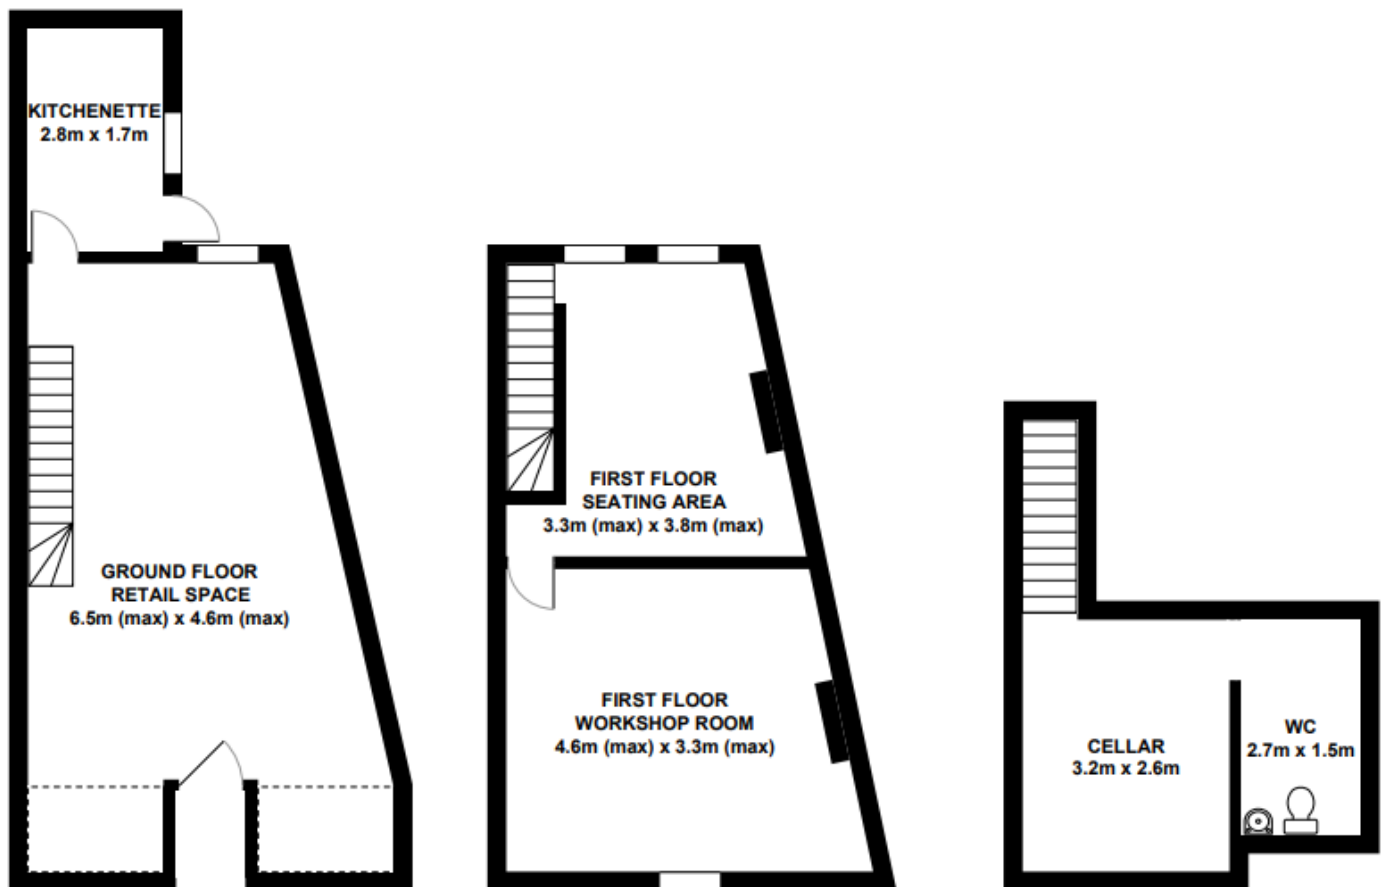 KITCHENETTE
2.8m x 1.7m
GROUND FLOOR
RETAIL SPACE
6.5m (max) x 4.6m (max)
FIRST FLOOR
SEATING AREA
3.3m (max) x 3.8m (max)
FIRST FLOOR
WORKSHOP ROOM
4.6m (max) x 3.3m (max)
CELLAR
3.2m x 2.6m
WC
2.7m x 1.5m